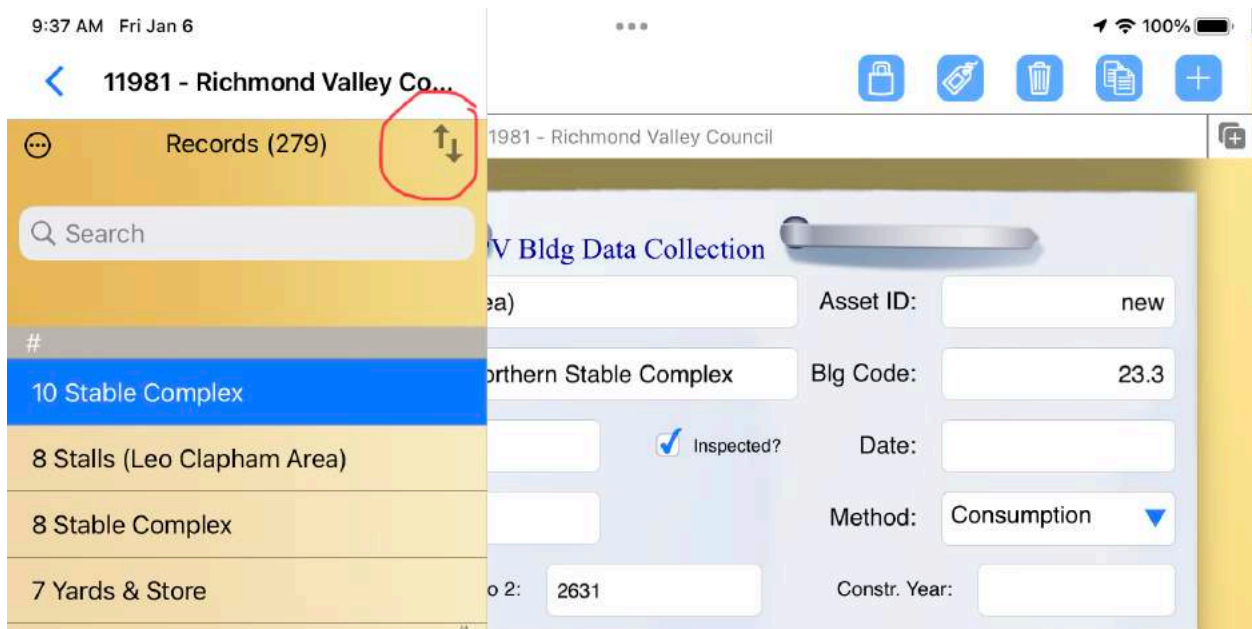 9:37 AM Fri Jan 6
100%
11981 - Richmond Valley Co...
Records (279)
1981 - Richmond Valley Council
Search
V Bldg Data Collection
ea)
Asset ID:
new
#
10 Stable Complex
orthern Stable Complex
Blg Code:
23.3
8 Stalls (Leo Clapham Area)
Inspected?
Date:
8 Stable Complex
Method:
Consumption
7 Yards & Store
o 2:
2631
Constr. Year: